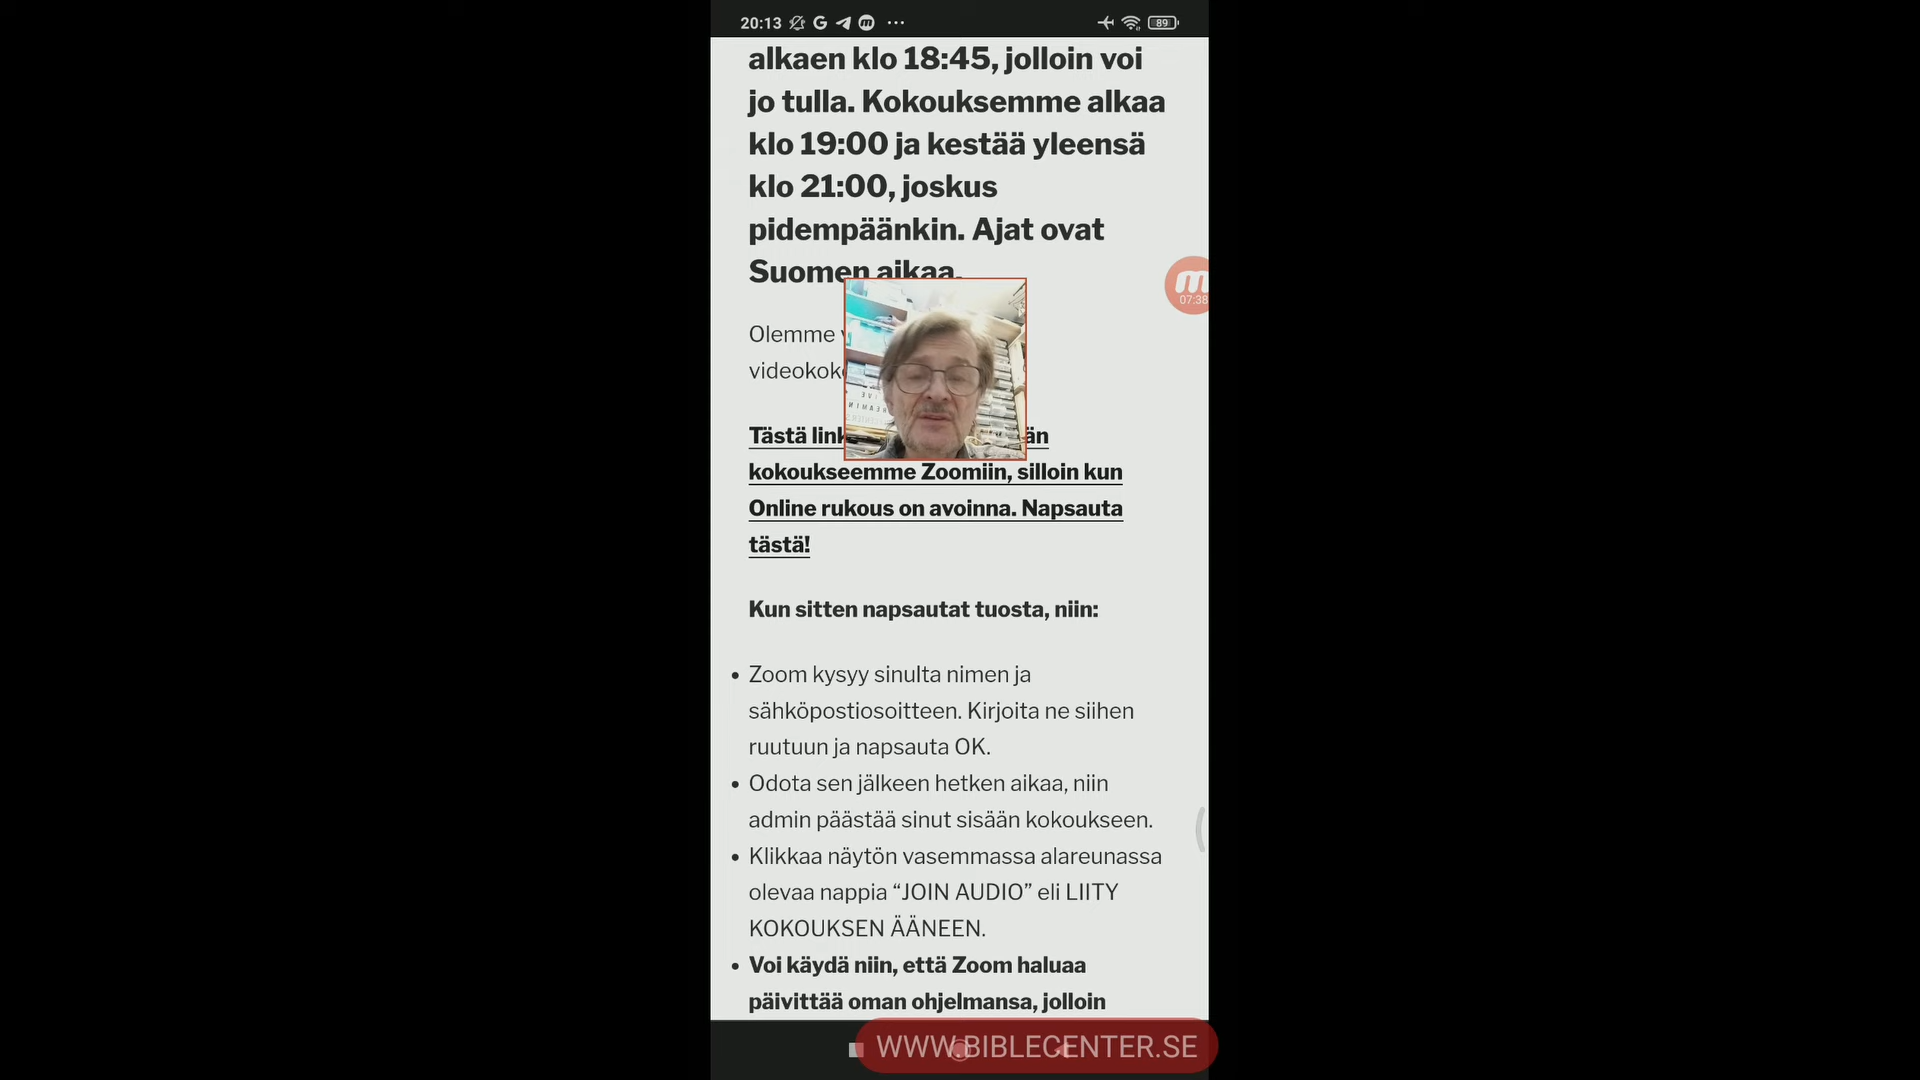 20:13
89
alkaen klo 18:45, jolloin voi
jo tulla. Kokouksemme alkaa
klo 19:00 ja kestää yleensä
klo 21:00, joskus
pidempäänkin. Ajat ovat
Suomen aikaa.
07:38
Olemme
Tästä
kokoukseemme Zoomiin, silloin kun
Online rukous on avoinna. Napsauta
tästä!
Kun sitten napsautat tuosta, niin:
• Zoom kysyy sinulta nimen ja
sähköpostiosoitteen. Kirjoita ne siihen
ruutuun ja napsauta OK.
• Odota sen jälkeen hetken aikaa, niin
admin päästää sinut sisään kokoukseen.
• Klikkaa näytön vasemmassa alareunassa
olevaa nappia “JOIN AUDIO” eli LIITY
KOKOUKSEN ÄÄNEEN.
• Voi käydä niin, että Zoom haluaa
päivittää oman ohjelmansa, jolloin
WWW.BIBLECENTER.SE